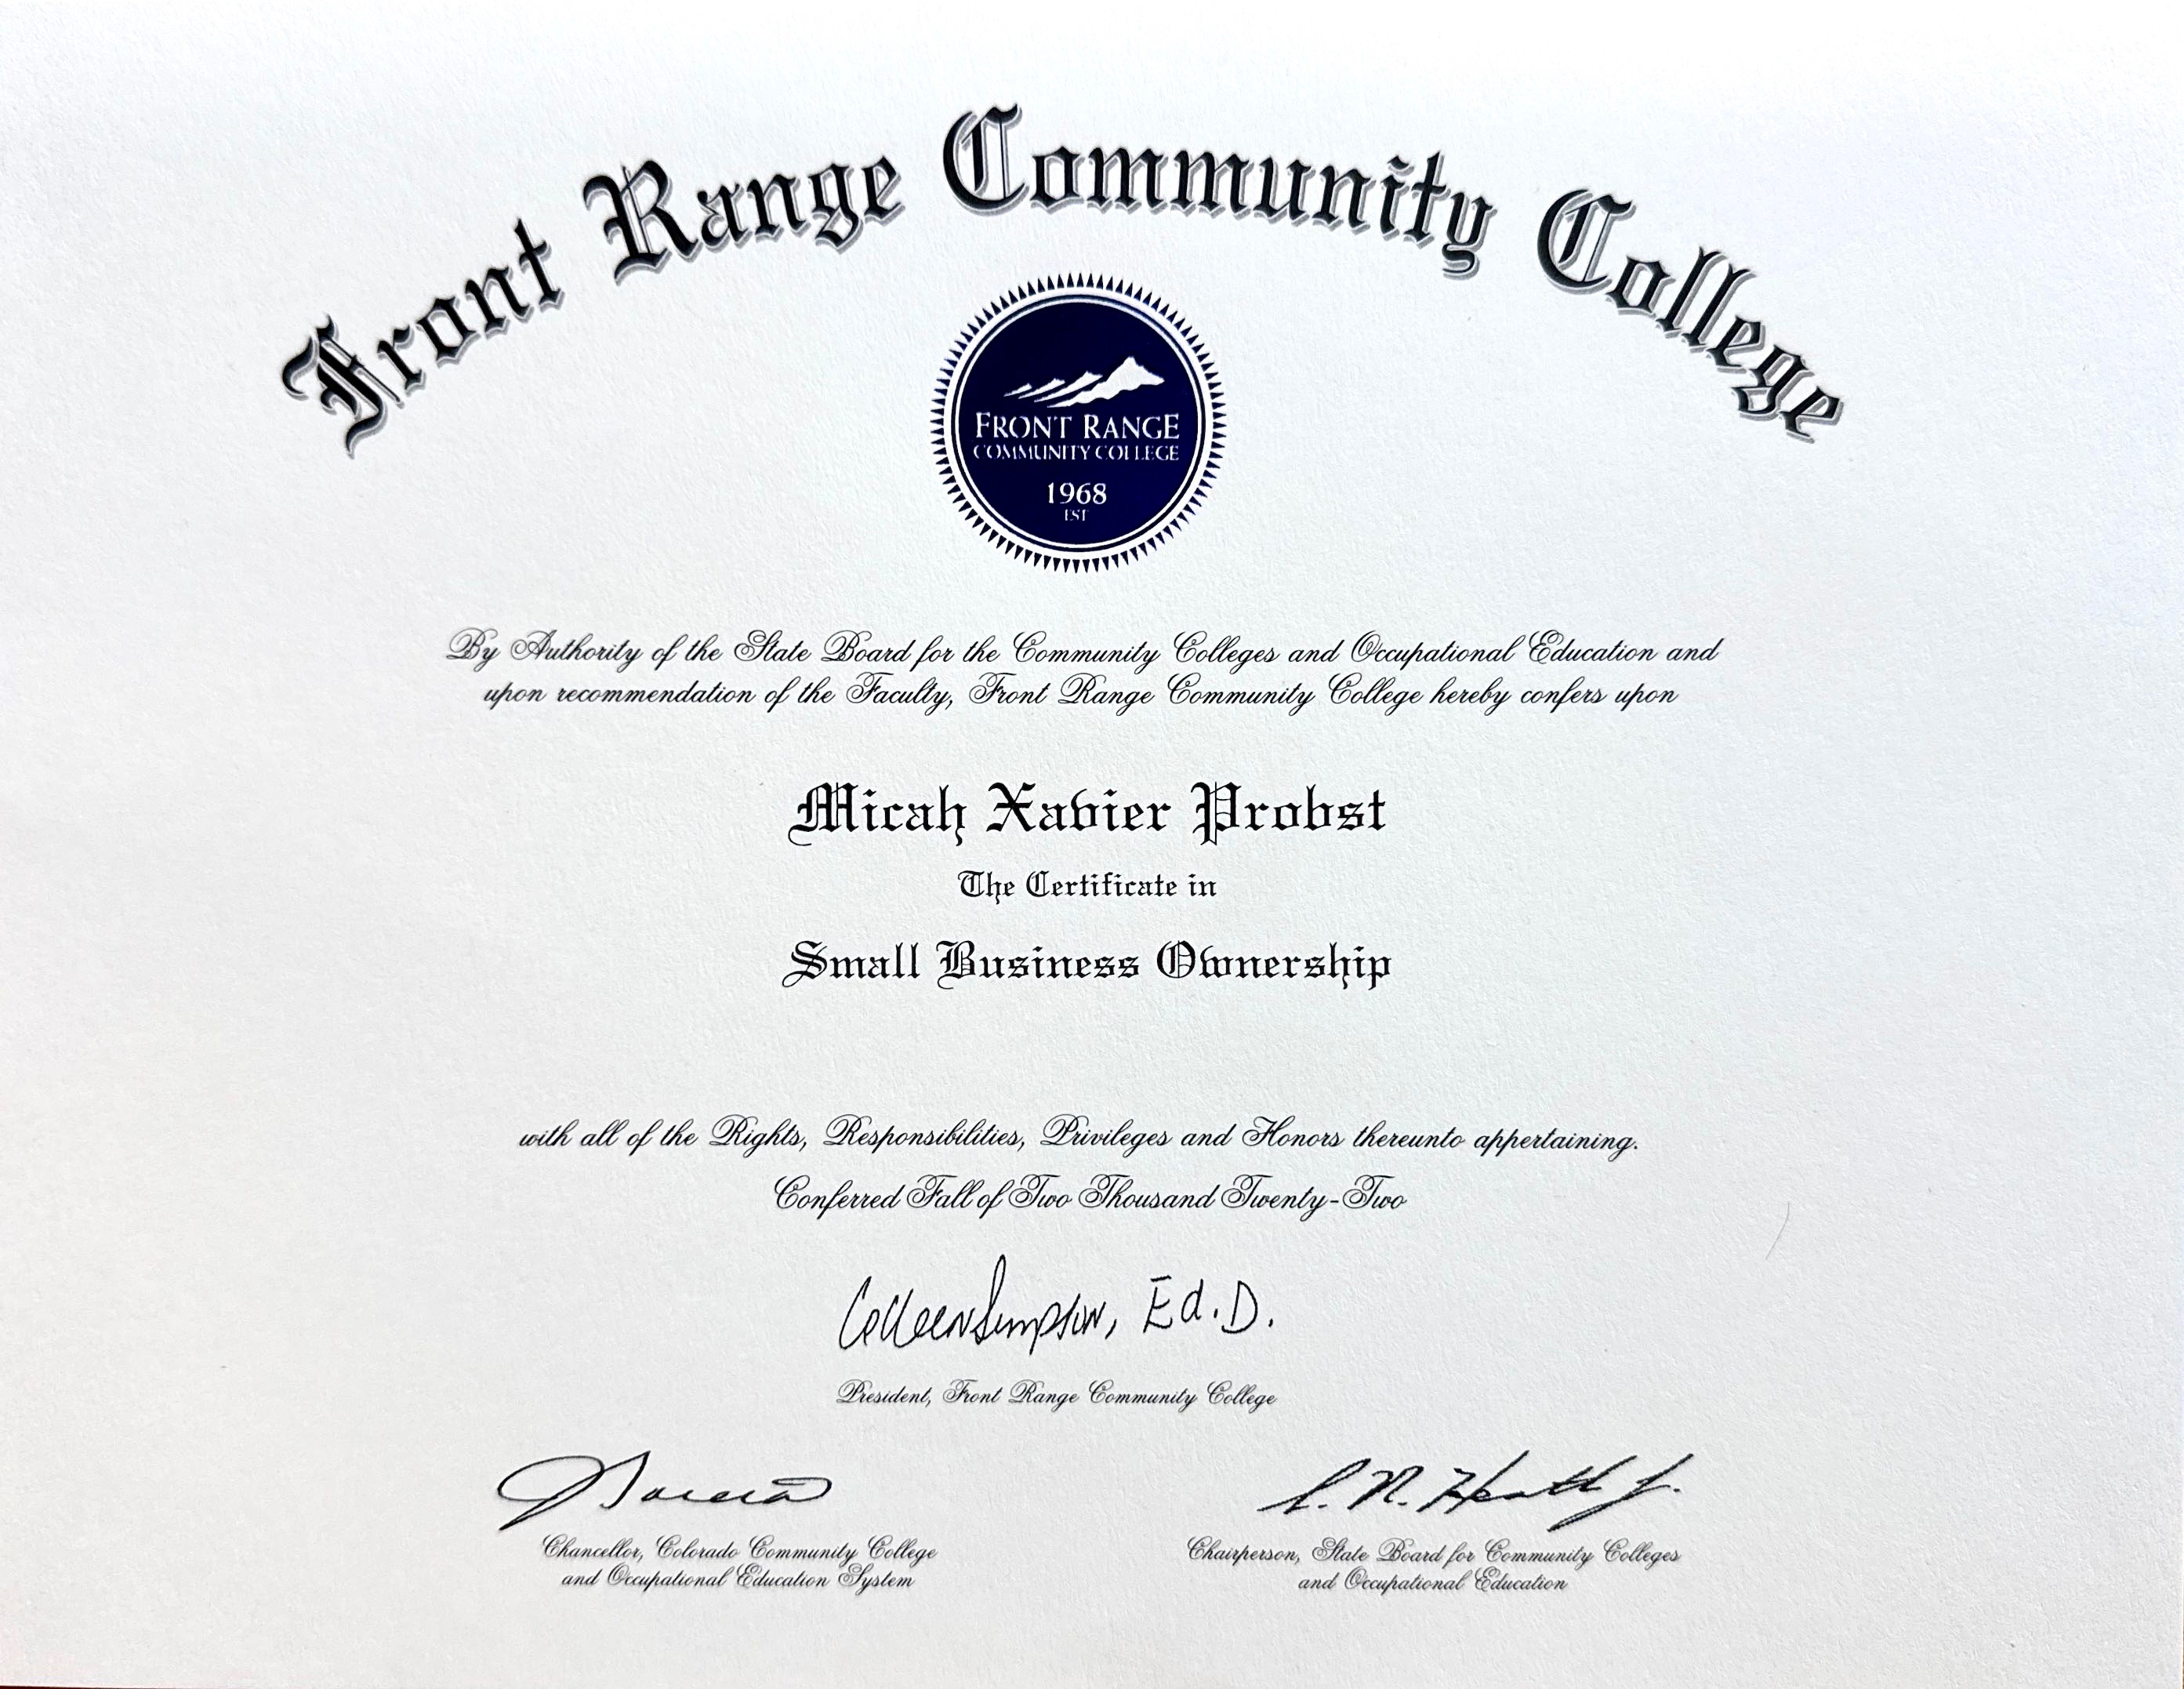 Front Range Community College
FRONT RANGE
COMMUNITY COLLEGE
1968
EST
By Authority of the State Board for the Community Colleges and Occupational Education and
upon recommendation of the Faculty, Front Range Community College hereby confers upon
Micah Xavier Probst
The Certificate in
Small Business Ownership
with all of the Rights, Responsibilities, Privileges and Honors thereunto appertaining.
Conferred Fall of Two Thousand Twenty-Two
Colleen Simpson, Ed.D.
President, Front Range Community College
Chancellor, Colorado Community College
and Occupational Education System
Chairperson, State Board for Community Colleges
and Occupational Education